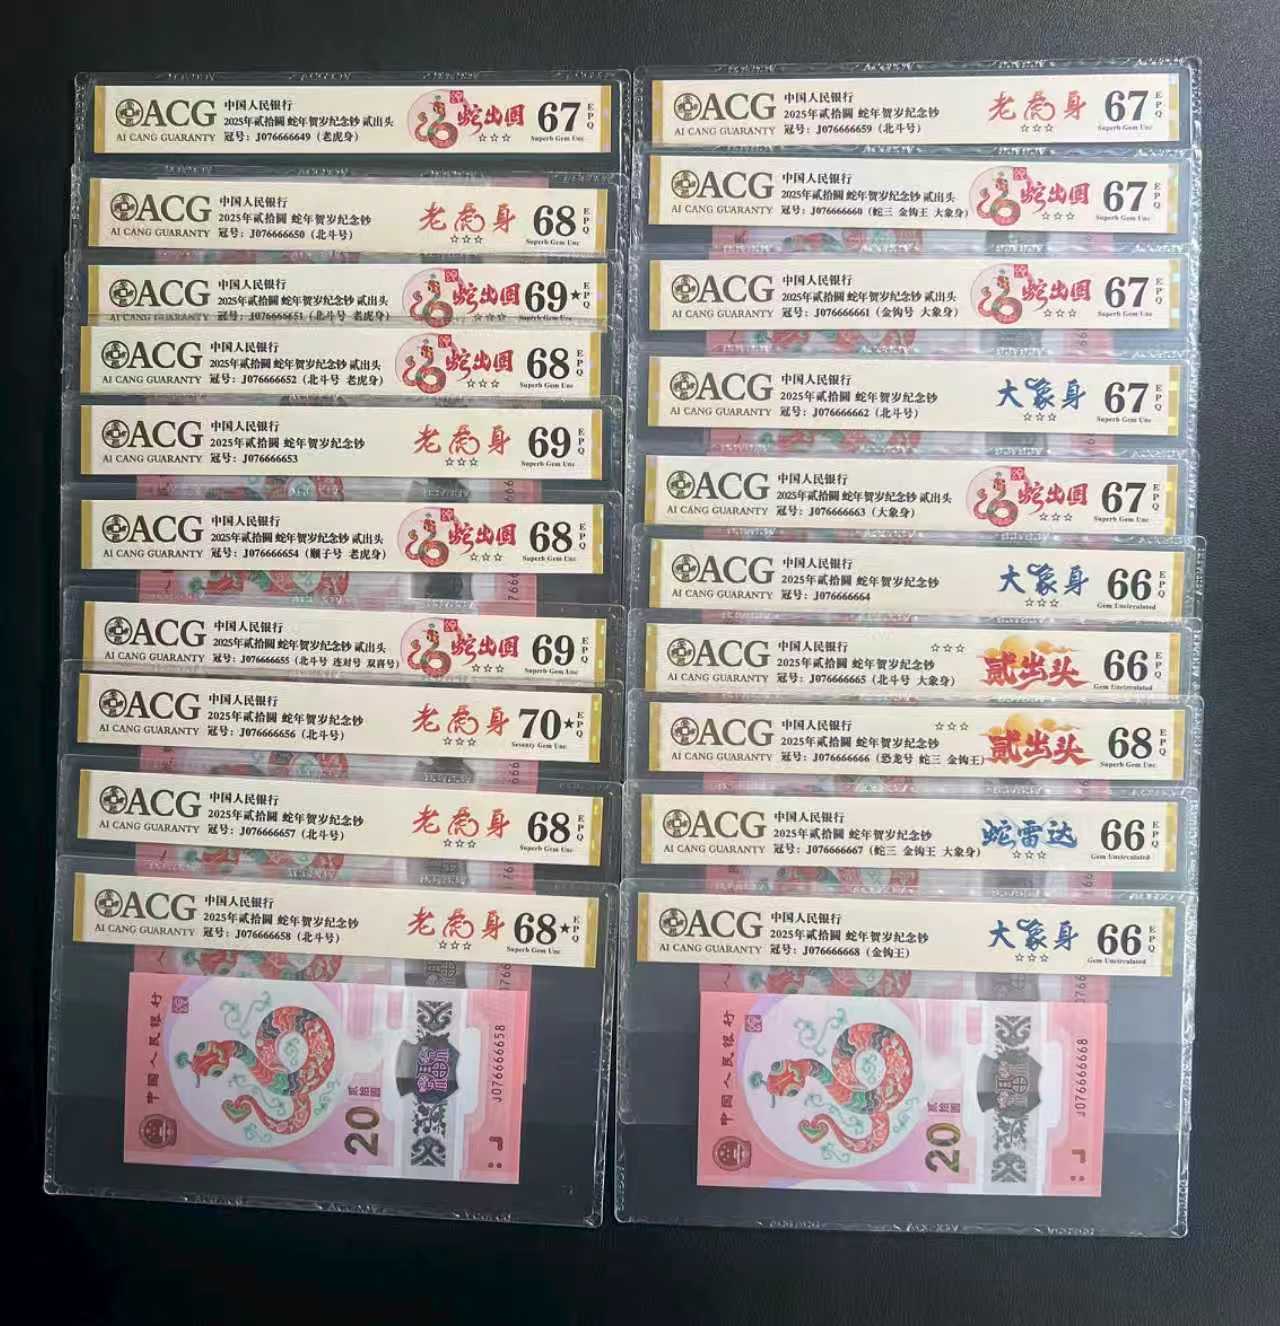 ACG
AI CANG GUARANTY
中国人民银行
2025年贰拾圆 蛇年贺岁纪念钞 贰出头
冠号：J076666649（老虎身）
蛇出圆
☆☆☆
67
EPQ
Superb Gem Unc
ACG
AI CANG GUARANTY
中国人民银行
2025年贰拾圆 蛇年贺岁纪念钞
冠号：J076666650（北斗号）
老虎身
☆☆☆
68
EPQ
Superb Gem Unc
ACG
AI CANG GUARANTY
中国人民银行
2025年贰拾圆 蛇年贺岁纪念钞 贰出头
冠号：J076666651（北斗号 老虎身）
蛇出圆
☆☆☆
69★
EPQ
Superb Gem Unc
ACG
AI CANG GUARANTY
中国人民银行
2025年贰拾圆 蛇年贺岁纪念钞 贰出头
冠号：J076666652（北斗号 老虎身）
蛇出圆
☆☆☆
68
EPQ
Superb Gem Unc
ACG
AI CANG GUARANTY
中国人民银行
2025年贰拾圆 蛇年贺岁纪念钞
冠号：J076666653
老虎身
☆☆☆
69
EPQ
Superb Gem Unc
ACG
AI CANG GUARANTY
中国人民银行
2025年贰拾圆 蛇年贺岁纪念钞 贰出头
冠号：J076666654（顺子号 老虎身）
蛇出圆
☆☆☆
68
EPQ
Superb Gem Unc
ACG
AI CANG GUARANTY
中国人民银行
2025年贰拾圆 蛇年贺岁纪念钞 贰出头
冠号：J076666655（北斗号 连对号 双喜号）
蛇出圆
☆☆☆
69
EPQ
Superb Gem Unc
ACG
AI CANG GUARANTY
中国人民银行
2025年贰拾圆 蛇年贺岁纪念钞
冠号：J076666656（北斗号）
老虎身
☆☆☆
70★
EPQ
Seventy Gem Unc
ACG
AI CANG GUARANTY
中国人民银行
2025年贰拾圆 蛇年贺岁纪念钞
冠号：J076666657（北斗号）
老虎身
☆☆☆
68
EPQ
Superb Gem Unc
ACG
AI CANG GUARANTY
中国人民银行
2025年贰拾圆 蛇年贺岁纪念钞
冠号：J076666658（北斗号）
老虎身
☆☆☆
68★
EPQ
Superb Gem Unc
中国人民银行
贰拾圆
20
J076666658
ACG
AI CANG GUARANTY
中国人民银行
2025年贰拾圆 蛇年贺岁纪念钞
冠号：J076666659（北斗号）
老虎身
☆☆☆
67
EPQ
Superb Gem Unc
ACG
AI CANG GUARANTY
中国人民银行
2025年贰拾圆 蛇年贺岁纪念钞 贰出头
冠号：J076666660（蛇三 金钩王 大象身）
蛇出圆
☆☆☆
67
EPQ
Superb Gem Unc
ACG
AI CANG GUARANTY
中国人民银行
2025年贰拾圆 蛇年贺岁纪念钞 贰出头
冠号：J076666661（金钩号 大象身）
蛇出圆
☆☆☆
67
EPQ
Superb Gem Unc
ACG
AI CANG GUARANTY
中国人民银行
2025年贰拾圆 蛇年贺岁纪念钞
冠号：J076666662（北斗号）
大象身
☆☆☆
67
EPQ
Superb Gem Unc
ACG
AI CANG GUARANTY
中国人民银行
2025年贰拾圆 蛇年贺岁纪念钞 贰出头
冠号：J076666663（大象身）
蛇出圆
☆☆☆
67
EPQ
Superb Gem Unc
ACG
AI CANG GUARANTY
中国人民银行
2025年贰拾圆 蛇年贺岁纪念钞
冠号：J076666664
大象身
☆☆☆
66
EPQ
Gem Uncirculated
ACG
AI CANG GUARANTY
中国人民银行
2025年贰拾圆 蛇年贺岁纪念钞
冠号：J076666665（北斗号 大象身）
☆☆☆
贰出头
66
EPQ
Gem Uncirculated
ACG
AI CANG GUARANTY
中国人民银行
2025年贰拾圆 蛇年贺岁纪念钞
冠号：J076666666（恐龙号 蛇三 金钩王）
☆☆☆
贰出头
68
EPQ
Superb Gem Unc
ACG
AI CANG GUARANTY
中国人民银行
2025年贰拾圆 蛇年贺岁纪念钞
冠号：J076666667（蛇三 金钩王 大象身）
蛇雷达
☆☆☆
66
EPQ
Gem Uncirculated
ACG
AI CANG GUARANTY
中国人民银行
2025年贰拾圆 蛇年贺岁纪念钞
冠号：J076666668（金钩王）
大象身
☆☆☆
66
EPQ
Gem Uncirculated
中国人民银行
贰拾圆
20
J076666668